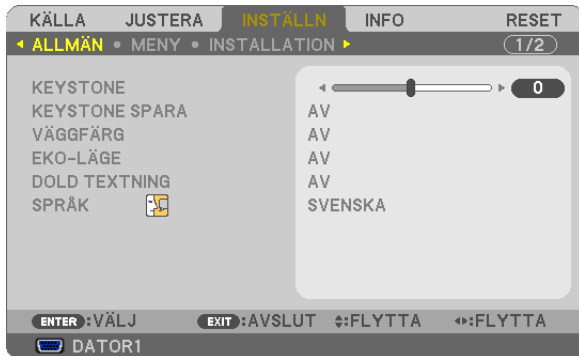 KÄLLA JUSTERA INSTÄLLN INFO RESET
ALLMÄN • MENY • INSTALLATION 1/2
KEYSTONE 0
KEYSTONE SPARA AV
VÄGGFÄRG AV
EKO-LÄGE AV
DOLD TEXTNING AV
SPRÅK SVENSKA
ENTER :VÄLJ EXIT :AVSLUT :FLYTTA :FLYTTA
DATOR1